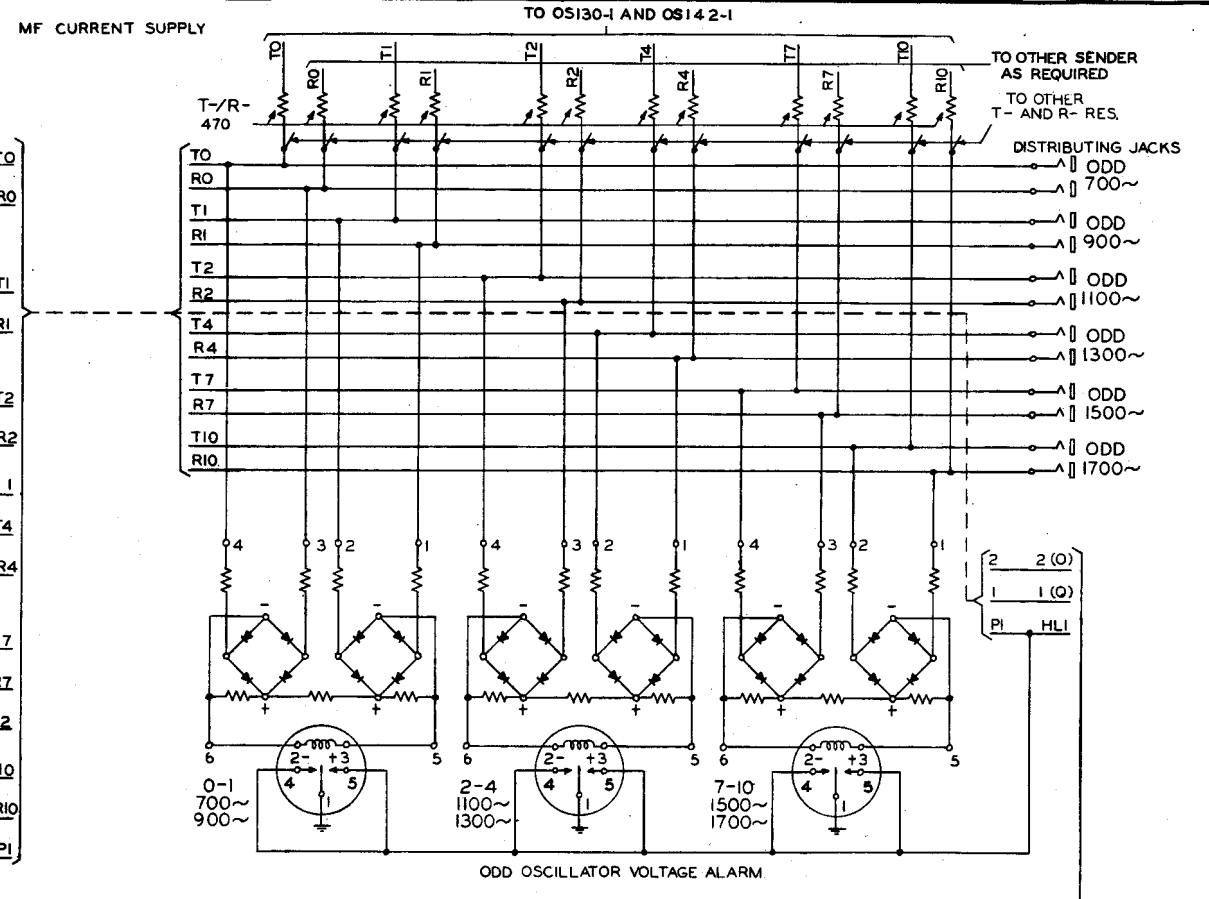 MF CURRENT SUPPLY
TO OS130-1 AND OS142-1
T0
R0
T1
R1
T2
R2
T4
R4
T7
R7
T10
R10
TO OTHER SENDER
AS REQUIRED
TO OTHER
T- AND R- RES.
T-/R-
470
DISTRIBUTING JACKS
T0
R0
T1
R1
T2
R2
T4
R4
T7
R7
T10
R10
ODD
700~
ODD
900~
ODD
1100~
ODD
1300~
ODD
1500~
ODD
1700~
T0
R0
T1
R1
T2
R2
1
T4
R4
7
R7
2
10
R10
P1
4
3
2
1
4
3
2
1
4
3
2
1
2 2(O)
1 1(O)
P1 HL1
- - - - - -
+ + + + + +
6 2- +3 5
4 5
1
6 2- +3 5
4 5
1
6 2- +3 5
4 5
1
0-1
700~
900~
2-4
1100~
1300~
7-10
1500~
1700~
ODD OSCILLATOR VOLTAGE ALARM